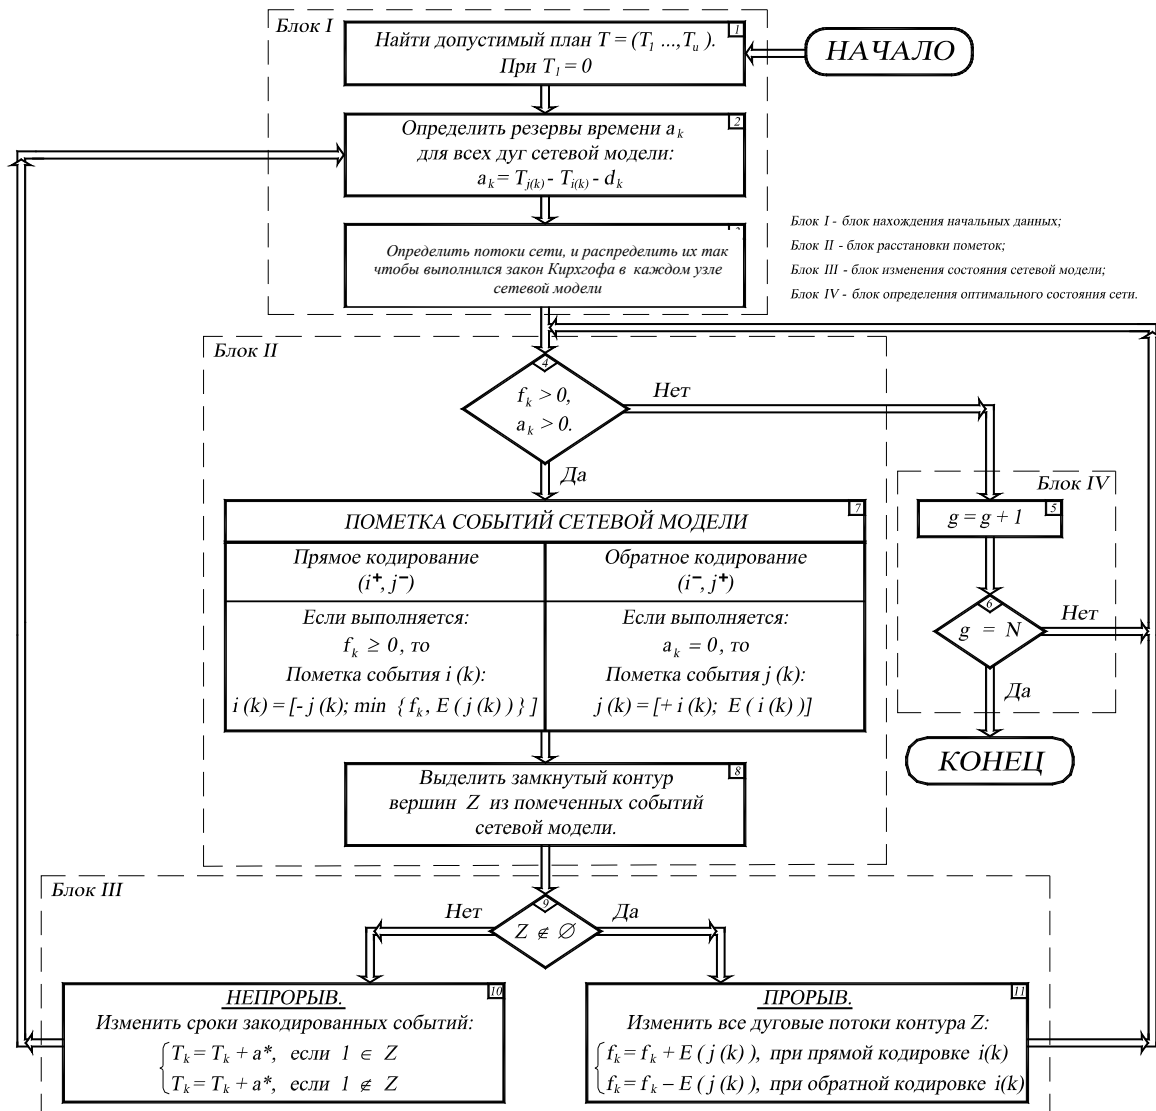 Блок I
1
Найти допустимый план T = (T1 ...,Tu ).
При T1 = 0
НАЧАЛО
2
Определить резервы времени ak
для всех дуг сетевой модели:
ak = Tj(k) - Ti(k) - dk
Определить потоки сети, и распределить их так
чтобы выполнился закон Кирхгофа в каждом узле
сетевой модели
Блок I - блок нахождения начальных данных;
Блок II - блок расстановки пометок;
Блок III - блок изменения состояния сетевой модели;
Блок IV - блок определения оптимального состояния сети.
Блок II
4
fk > 0,
ak > 0.
Нет
Да
Блок IV
5
g = g + 1
6
g = N
Нет
Да
КОНЕЦ
7
ПОМЕТКА СОБЫТИЙ СЕТЕВОЙ МОДЕЛИ
Прямое кодирование
(i+, j−)
Обратное кодирование
(i−, j+)
Если выполняется:
fk ≥ 0, то
Пометка события i (k):
i (k) = [- j (k); min { fk , E ( j (k) ) } ]
Если выполняется:
ak = 0, то
Пометка события j (k):
j (k) = [+ i (k); E ( i (k) )]
8
Выделить замкнутый контур
вершин Z из помеченных событий
сетевой модели.
Блок III
9
Z ∉ ∅
Нет
Да
10
НЕПРОРЫВ.
Изменить сроки закодированных событий:
Tk = Tk + a*, если 1 ∈ Z
Tk = Tk + a*, если 1 ∉ Z
11
ПРОРЫВ.
Изменить все дуговые потоки контура Z:
fk = fk + E ( j (k) ), при прямой кодировке i(k)
fk = fk − E ( j (k) ), при обратной кодировке i(k)